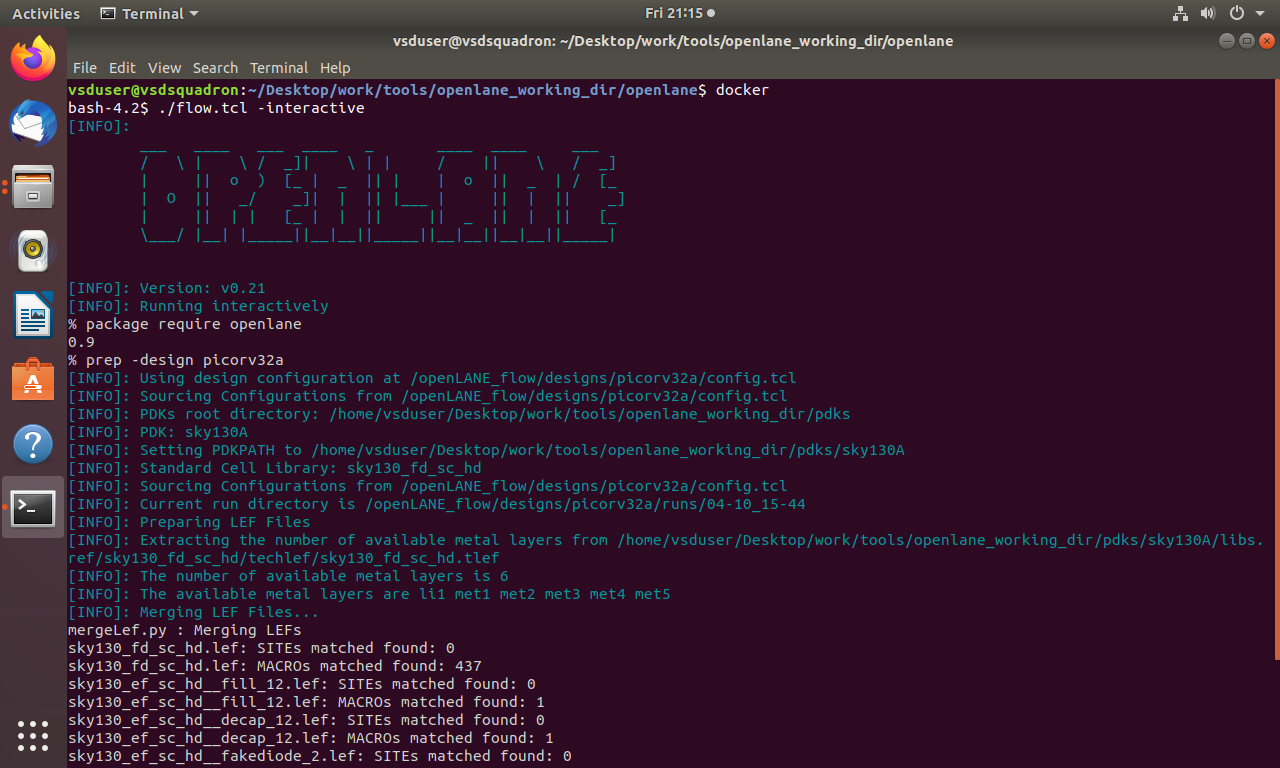 Activities Terminal Fri 21:15
vsduser@vsdsquadron: ~/Desktop/work/tools/openlane_working_dir/openlane
File Edit View Search Terminal Help
vsduser@vsdsquadron:~/Desktop/work/tools/openlane_working_dir/openlane$ docker
bash-4.2$ ./flow.tcl -interactive
[INFO]:
OPENLANE
[INFO]: Version: v0.21
[INFO]: Running interactively
% package require openlane
0.9
% prep -design picorv32a
[INFO]: Using design configuration at /openLANE_flow/designs/picorv32a/config.tcl
[INFO]: Sourcing Configurations from /openLANE_flow/designs/picorv32a/config.tcl
[INFO]: PDKs root directory: /home/vsduser/Desktop/work/tools/openlane_working_dir/pdks
[INFO]: PDK: sky130A
[INFO]: Setting PDKPATH to /home/vsduser/Desktop/work/tools/openlane_working_dir/pdks/sky130A
[INFO]: Standard Cell Library: sky130_fd_sc_hd
[INFO]: Sourcing Configurations from /openLANE_flow/designs/picorv32a/config.tcl
[INFO]: Current run directory is /openLANE_flow/designs/picorv32a/runs/04-10_15-44
[INFO]: Preparing LEF Files
[INFO]: Extracting the number of available metal layers from /home/vsduser/Desktop/work/tools/openlane_working_dir/pdks/sky130A/libs.
ref/sky130_fd_sc_hd/techlef/sky130_fd_sc_hd.tlef
[INFO]: The number of available metal layers is 6
[INFO]: The available metal layers are li1 met1 met2 met3 met4 met5
[INFO]: Merging LEF Files...
mergeLef.py : Merging LEFs
sky130_fd_sc_hd.lef: SITEs matched found: 0
sky130_fd_sc_hd.lef: MACROs matched found: 437
sky130_ef_sc_hd__fill_12.lef: SITEs matched found: 0
sky130_ef_sc_hd__fill_12.lef: MACROs matched found: 1
sky130_ef_sc_hd__decap_12.lef: SITEs matched found: 0
sky130_ef_sc_hd__decap_12.lef: MACROs matched found: 1
sky130_ef_sc_hd__fakediode_2.lef: SITEs matched found: 0